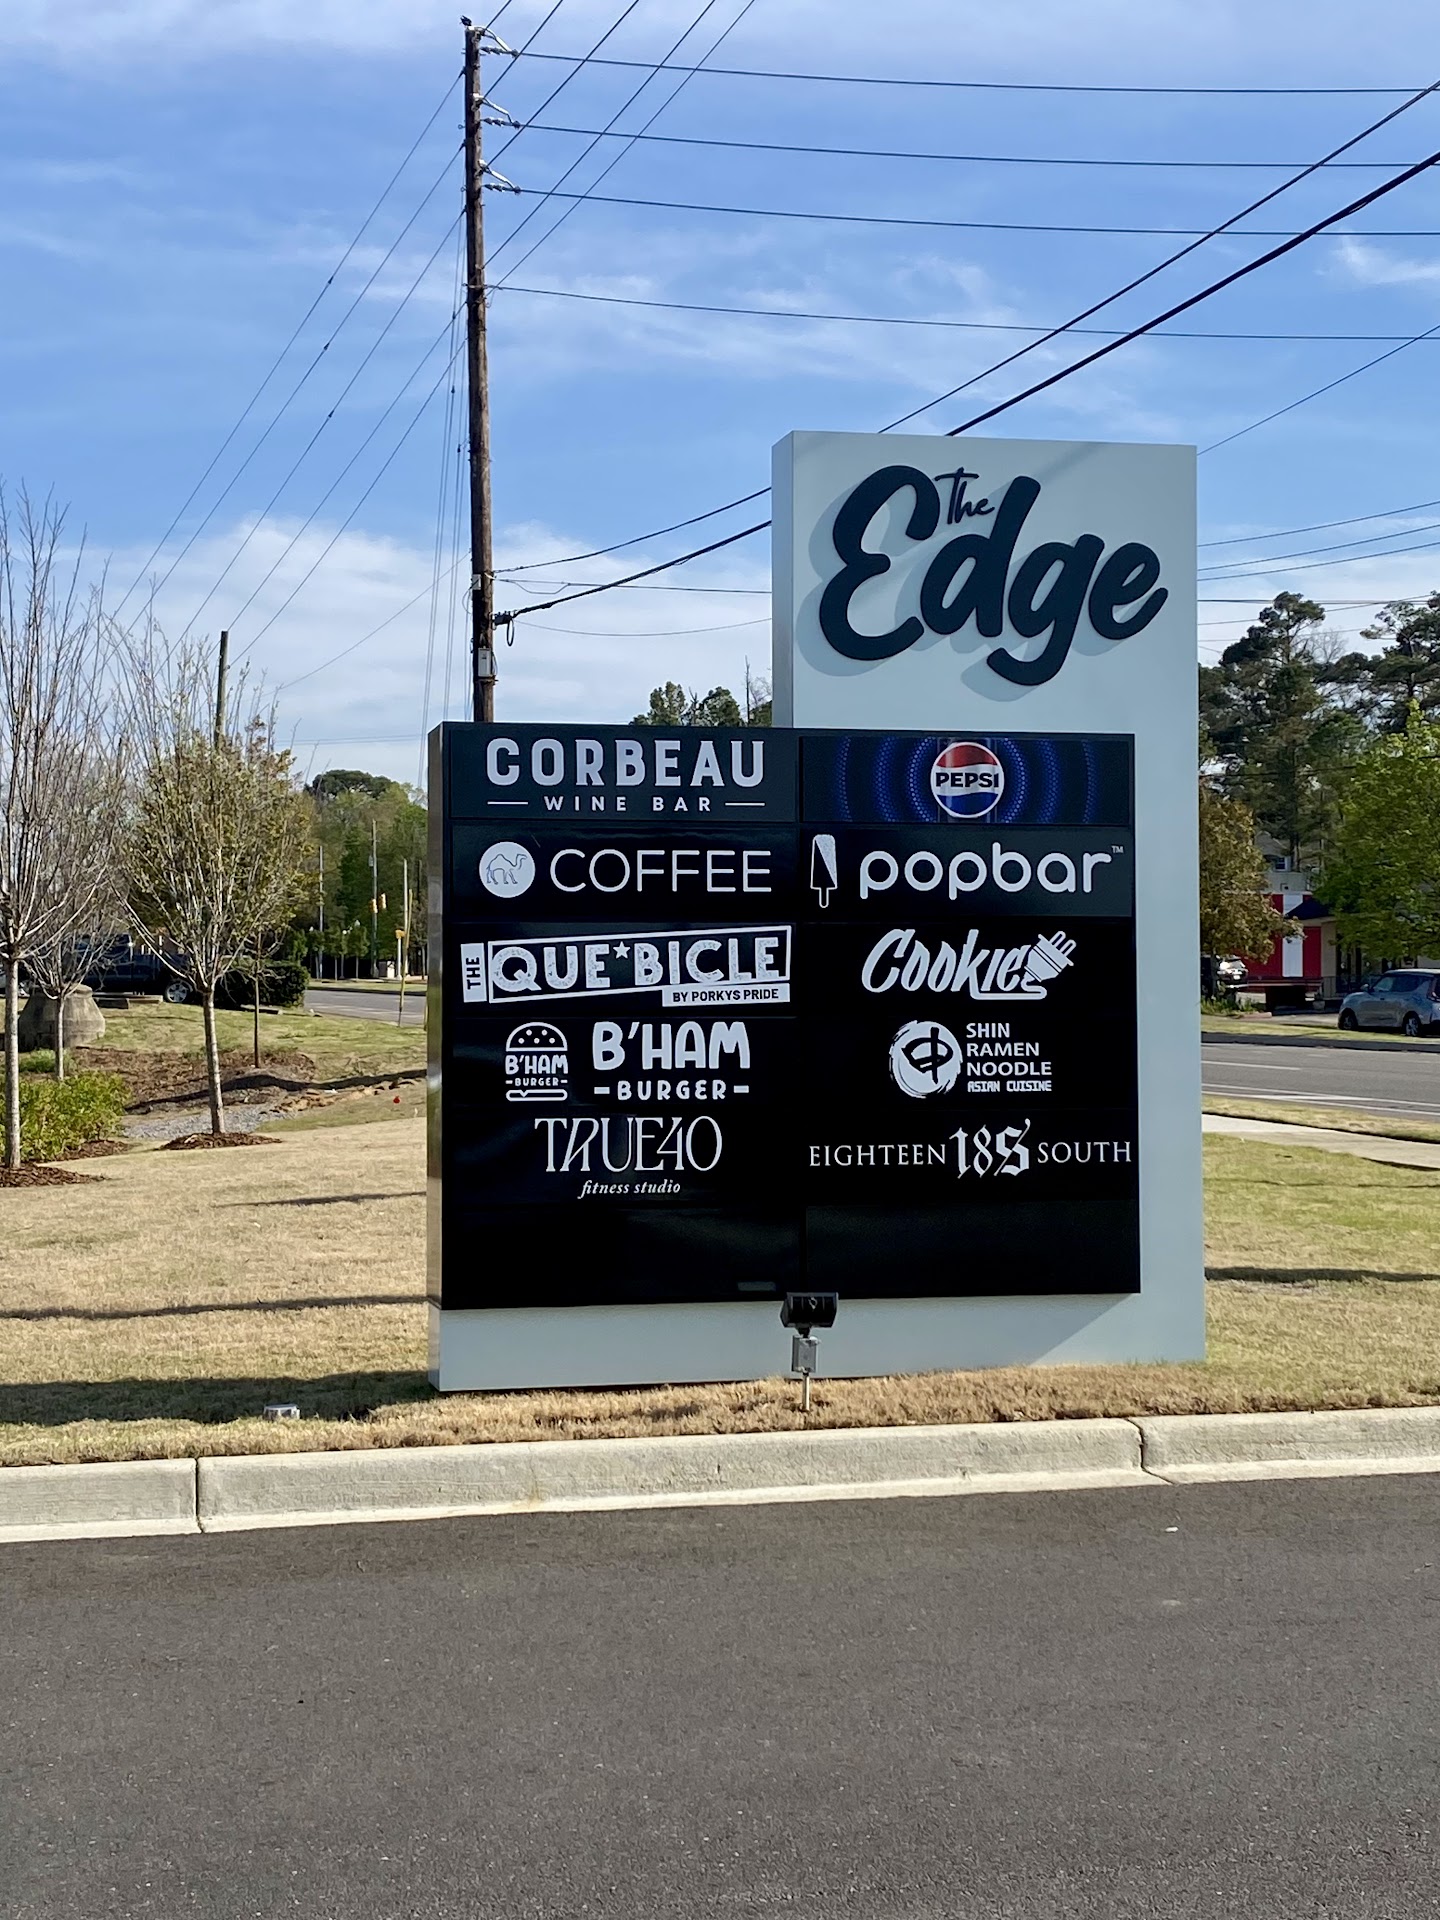 The
Edge
CORBEAU
WINE BAR
PEPSI
COFFEE
popbar™
THE
QUE★BICLE
BY PORKYS PRIDE
Cookie
B'HAM
BURGER
B'HAM
BURGER
SHIN
RAMEN
NOODLE
ASIAN CUISINE
TRUE40
fitness studio
EIGHTEEN 18S SOUTH